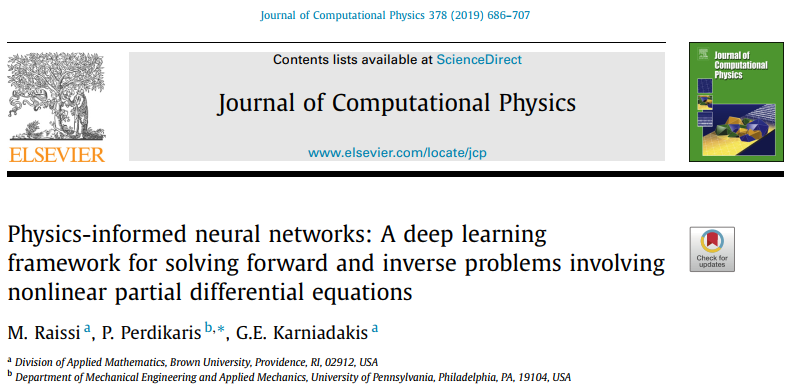 Journal of Computational Physics 378 (2019) 686–707
ELSEVIER
Contents lists available at ScienceDirect
Journal of Computational Physics
www.elsevier.com/locate/jcp
Journal of
Computational
Physics
Physics-informed neural networks: A deep learning
framework for solving forward and inverse problems involving
nonlinear partial differential equations
Check for
updates
M. Raissi a, P. Perdikaris b,*, G.E. Karniadakis a
a Division of Applied Mathematics, Brown University, Providence, RI, 02912, USA
b Department of Mechanical Engineering and Applied Mechanics, University of Pennsylvania, Philadelphia, PA, 19104, USA